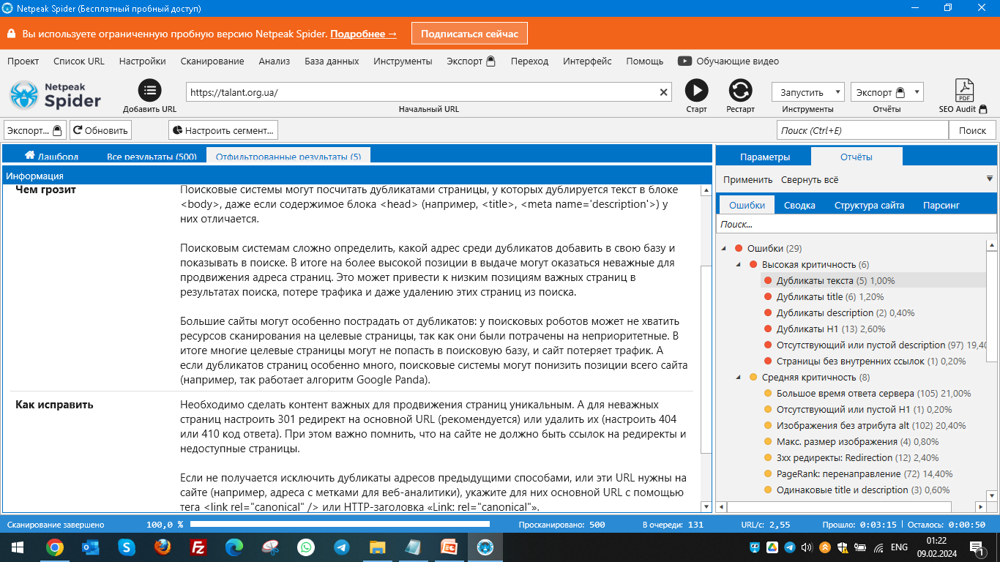 Netpeak Spider (Бесплатный пробный доступ)
Вы используете ограниченную пробную версию Netpeak Spider. Подробнее → Подписаться сейчас
Проект Список URL Настройки Сканирование Анализ База данных Инструменты Экспорт Переход Интерфейс Помощь Обучающие видео
Netpeak
Spider
Добавить URL
https://talant.org.ua/
Начальный URL
Старт
Рестарт
Запустить
Инструменты
Экспорт
Отчёты
PDF
SEO Audit
Экспорт... Обновить Настроить сегмент...
Поиск (Ctrl+E) Поиск
Дашборд Все результаты (500) Отфильтрованные результаты (5)
Информация
Чем грозит
Поисковые системы могут посчитать дубликатами страницы, у которых дублируется текст в блоке
<body>, даже если содержимое блока <head> (например, <title>, <meta name='description'>) у
них отличается.
Поисковым системам сложно определить, какой адрес среди дубликатов добавить в свою базу и
показывать в поиске. В итоге на более высокой позиции в выдаче могут оказаться неважные для
продвижения адреса страниц. Это может привести к низким позициям важных страниц в
результатах поиска, потере трафика и даже удалению этих страниц из поиска.
Большие сайты могут особенно пострадать от дубликатов: у поисковых роботов может не хватить
ресурсов сканирования на целевые страницы, так как они были потрачены на неприоритетные. В
итоге многие целевые страницы могут не попасть в поисковую базу, и сайт потеряет трафик. А
если дубликатов страниц особенно много, поисковые системы могут понизить позиции всего сайта
(например, так работает алгоритм Google Panda).
Как исправить
Необходимо сделать контент важных для продвижения страниц уникальным. А для неважных
страниц настроить 301 редирект на основной URL (рекомендуется) или удалить их (настроить 404
или 410 код ответа). При этом важно помнить, что на сайте не должно быть ссылок на редиректы и
недоступные страницы.
Если не получается исключить дубликаты адресов предыдущими способами, или эти URL нужны на
сайте (например, адреса с метками для веб-аналитики), укажите для них основной URL с помощью
тега <link rel="canonical" /> или HTTP-заголовка «Link: rel="canonical"».
Параметры Отчёты
Применить Свернуть всё
Ошибки Сводка Структура сайта Парсинг
Поиск...
Ошибки (29)
Высокая критичность (6)
Дубликаты текста (5) 1,00%
Дубликаты title (6) 1,20%
Дубликаты description (2) 0,40%
Дубликаты H1 (13) 2,60%
Отсутствующий или пустой description (97) 19,40
Страницы без внутренних ссылок (1) 0,20%
Средняя критичность (8)
Большое время ответа сервера (105) 21,00%
Отсутствующий или пустой H1 (1) 0,20%
Изображения без атрибута alt (102) 20,40%
Макс. размер изображения (4) 0,80%
3xx редиректы: Redirection (12) 2,40%
PageRank: перенаправление (72) 14,40%
Одинаковые title и description (3) 0,60%
Сканирование завершено 100,0 % Просканировано: 500 В очереди: 131 URL/с: 2,55 Прошло: 0:03:15 Осталось: 0:00:50
ENG
01:22
09.02.2024
1